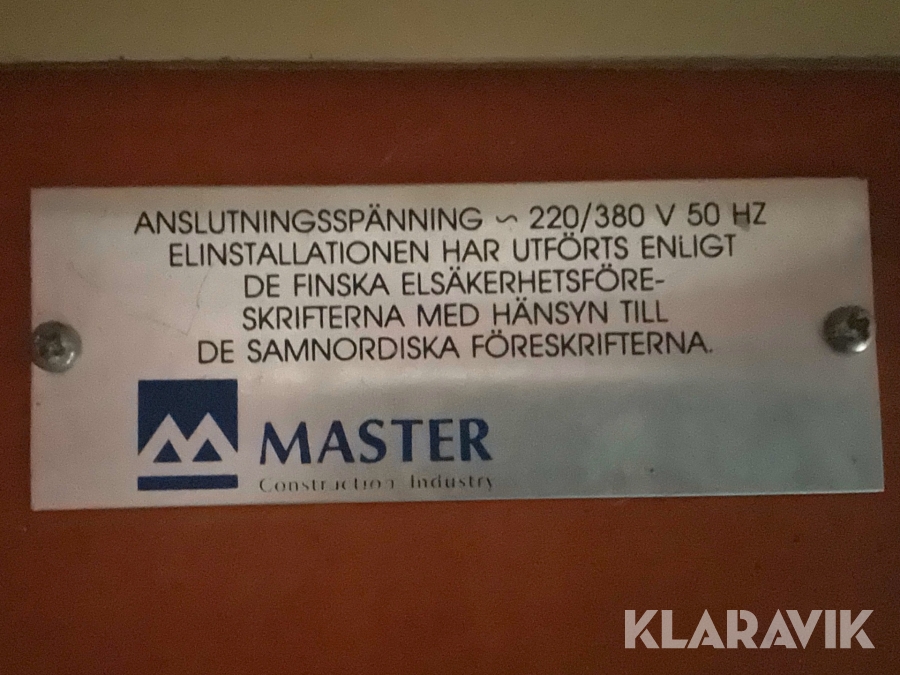 ANSLUTNINGSSPÄNNING ~ 220/380 V 50 HZ
ELINSTALLATIONEN HAR UTFÖRTS ENLIGT
DE FINSKA ELSÄKERHETSFÖRE-
SKRIFTERNA MED HÄNSYN TILL
DE SAMNORDISKA FÖRESKRIFTERNA.
MASTER
Construction Industry
KLARAVIK